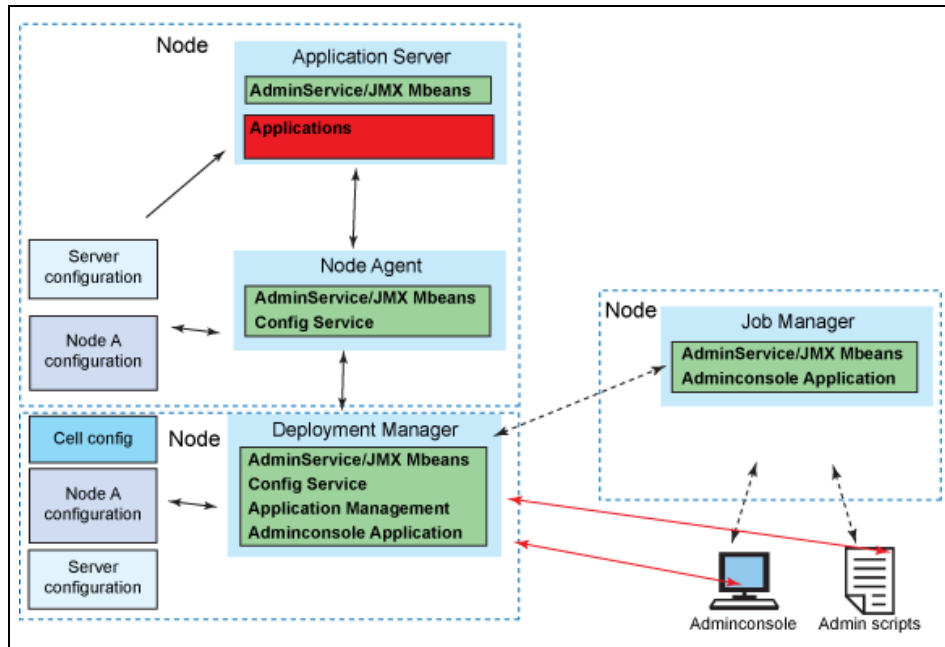 Node
Application Server
AdminService/JMX Mbeans
Applications
Server
configuration
Node Agent
AdminService/JMX Mbeans
Config Service
Node A
configuration
Node
Job Manager
AdminService/JMX Mbeans
Adminconsole Application
Cell config
Node
Deployment Manager
AdminService/JMX Mbeans
Config Service
Application Management
Adminconsole Application
Node A
configuration
Server
configuration
Adminconsole
Admin scripts